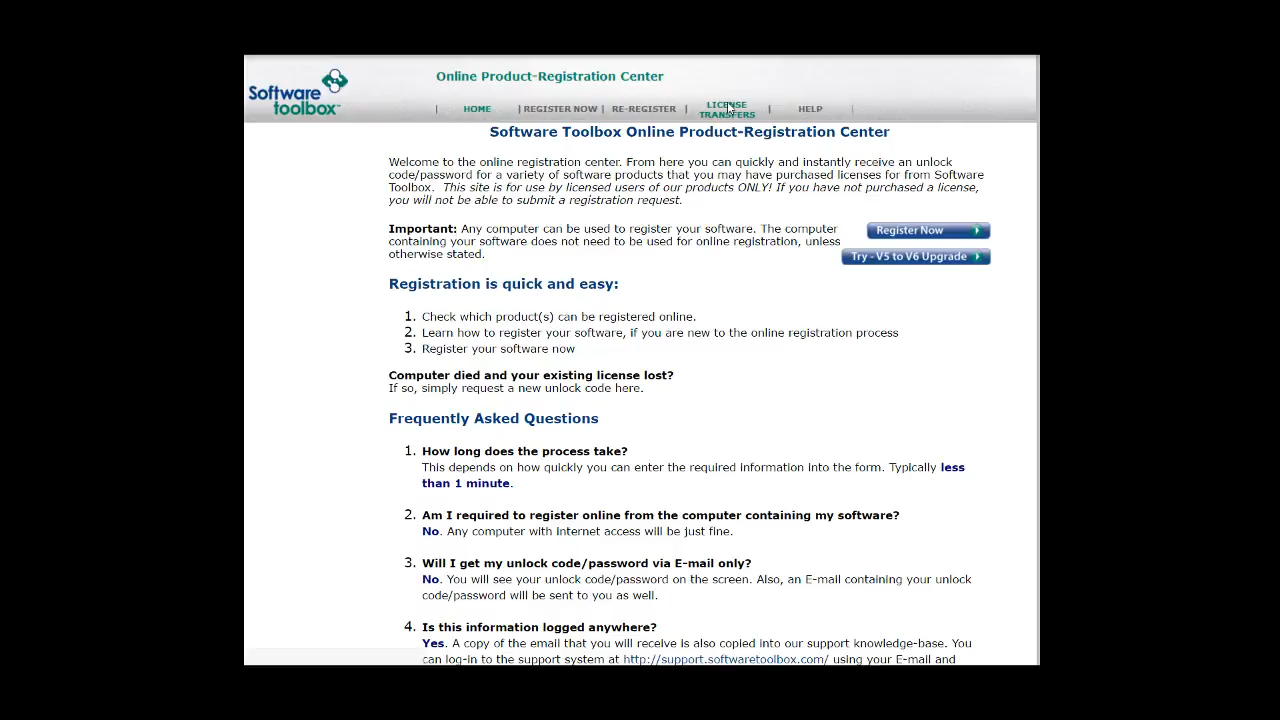 Software
toolbox™
Online Product-Registration Center
| HOME | REGISTER NOW | RE-REGISTER | LICENSE TRANSFERS | HELP |
Software Toolbox Online Product-Registration Center
Welcome to the online registration center. From here you can quickly and instantly receive an unlock
code/password for a variety of software products that you may have purchased licenses for from Software
Toolbox. This site is for use by licensed users of our products ONLY! If you have not purchased a license,
you will not be able to submit a registration request.
Important: Any computer can be used to register your software. The computer
containing your software does not need to be used for online registration, unless
otherwise stated.
Register Now
Try - V5 to V6 Upgrade
Registration is quick and easy:
1. Check which product(s) can be registered online.
2. Learn how to register your software, if you are new to the online registration process
3. Register your software now
Computer died and your existing license lost?
If so, simply request a new unlock code here.
Frequently Asked Questions
1. How long does the process take?
This depends on how quickly you can enter the required information into the form. Typically less
than 1 minute.
2. Am I required to register online from the computer containing my software?
No. Any computer with internet access will be just fine.
3. Will I get my unlock code/password via E-mail only?
No. You will see your unlock code/password on the screen. Also, an E-mail containing your unlock
code/password will be sent to you as well.
4. Is this information logged anywhere?
Yes. A copy of the email that you will receive is also copied into our support knowledge-base. You
can log-in to the support system at http://support.softwaretoolbox.com/ using your E-mail and